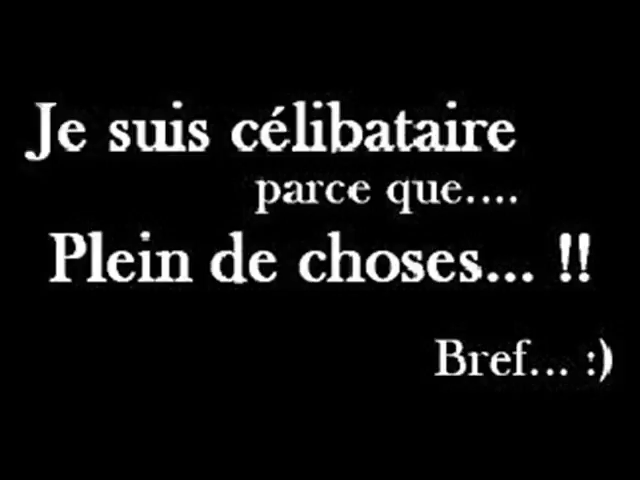 Je suis célibataire
parce que....
Plein de choses... !!
Bref... :)